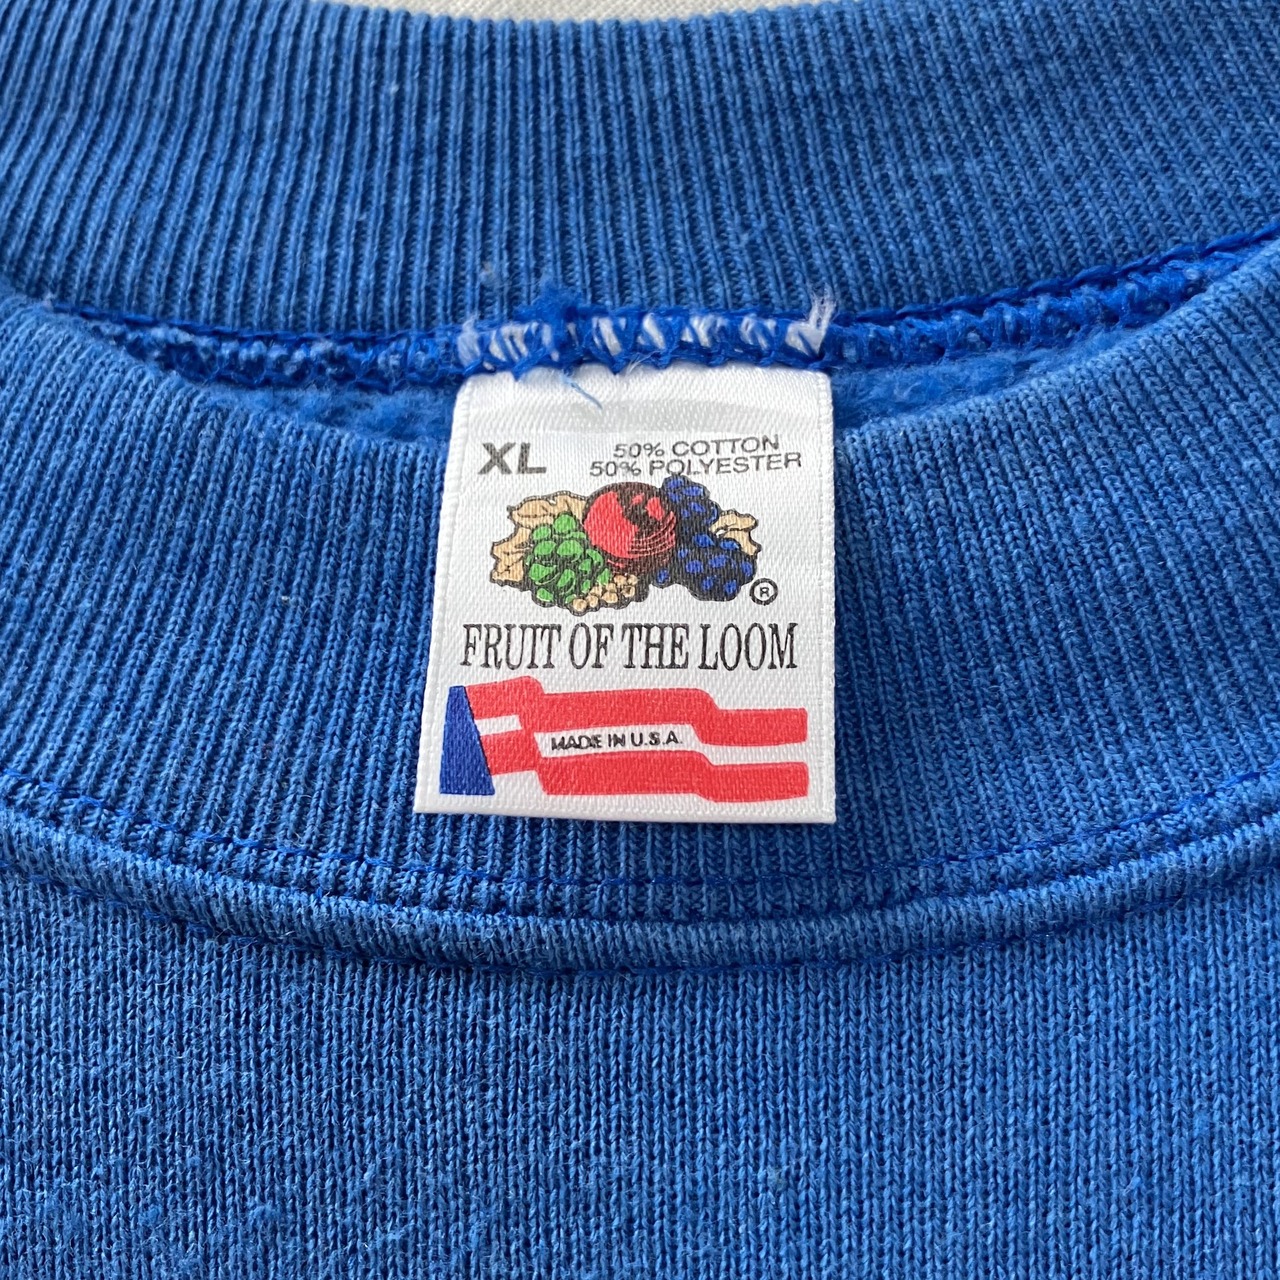 XL
50% COTTON
50% POLYESTER
®
FRUIT OF THE LOOM
MADE IN U.S.A.